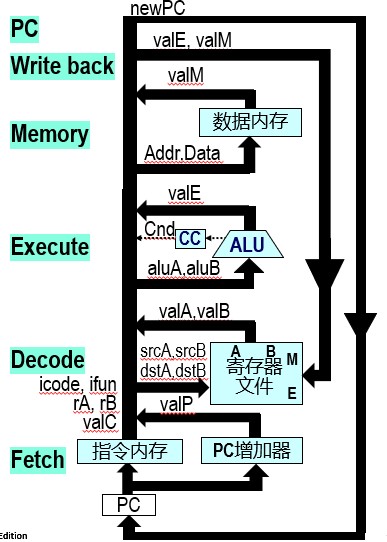 newPC
PC
valE, valM
Write back
valM
数据内存
Memory
Addr.Data
valE
Cnd
CC
ALU
Execute
aluA,aluB
valA,valB
A B
M
srcA,srcB
寄存器
Decode
dstA,dstB
文件
E
icode, ifun
rA, rB
valP
valC
指令内存
PC增加器
Fetch
PC
Edition